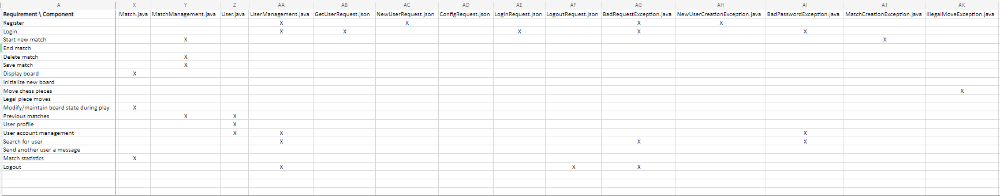 A X Y Z AA AB AC AD AE AF AG AH AI AJ AK
Requirement \ Component Match.java MatchManagement.java User.java UserManagement.java GetUserRequest.json NewUserRequest.json ConfigRequest.json LoginRequest.json LogoutRequest.json BadRequestException.java NewUserCreationException.java BadPasswordException.java MatchCreationException.java IllegalMoveException.java
Register X X X X
Login X X X X X
Start new match X X
End match
Delete match X
Save match X
Display board X
Initialize new board
Move chess pieces X
Legal piece moves
Modify/maintain board state during play X
Previous matches X X
User profile X
User account management X X X
Search for user X X X
Send another user a message
Match statistics X
Logout X X X